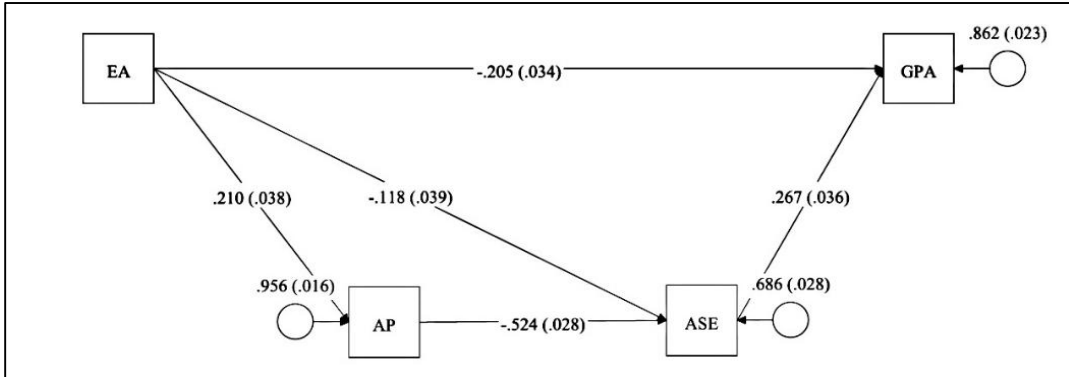 .862 (.023)
EA
GPA
-.205 (.034)
.210 (.038)
-.118 (.039)
.267 (.036)
.956 (.016)
.686 (.028)
AP
-.524 (.028)
ASE